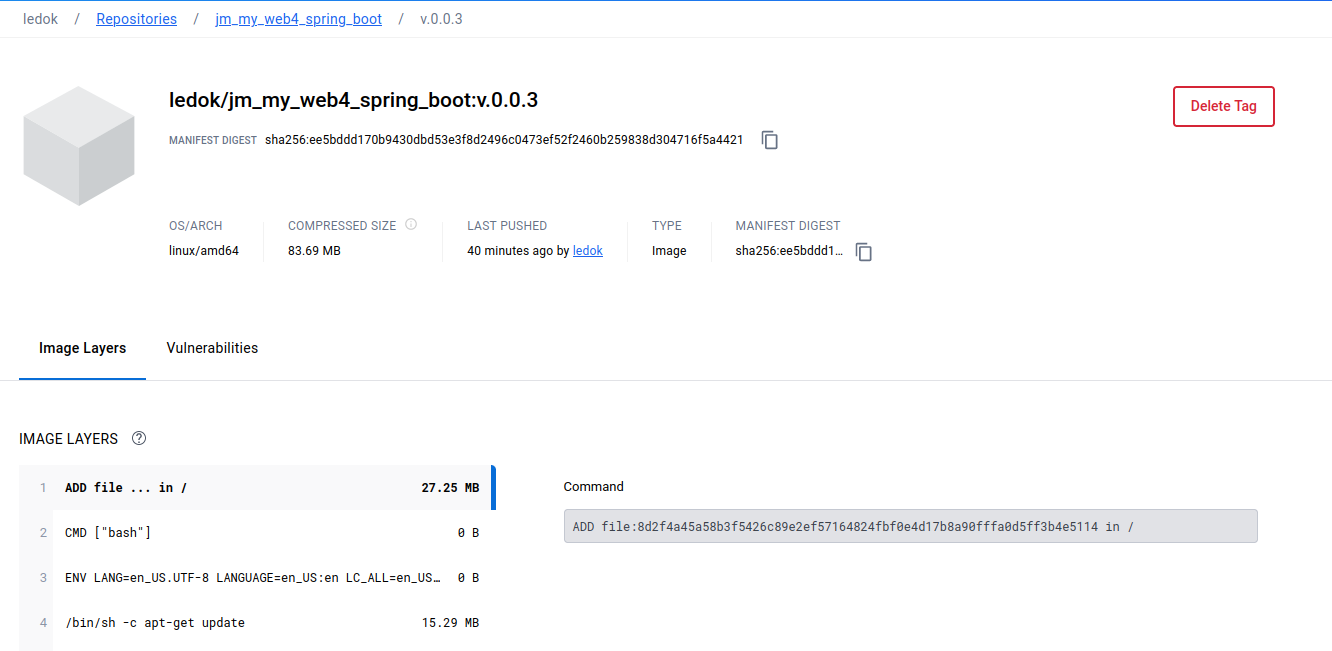 ledok / Repositories / jm_my_web4_spring_boot / v.0.0.3
ledok/jm_my_web4_spring_boot:v.0.0.3
Delete Tag
MANIFEST DIGEST sha256:ee5bddd170b9430dbd53e3f8d2496c0473ef52f2460b259838d304716f5a4421
OS/ARCH COMPRESSED SIZE LAST PUSHED TYPE MANIFEST DIGEST
linux/amd64 83.69 MB 40 minutes ago by ledok Image sha256:ee5bddd1...
Image Layers Vulnerabilities
IMAGE LAYERS
1 ADD file ... in / 27.25 MB
2 CMD ["bash"] 0 B
3 ENV LANG=en_US.UTF-8 LANGUAGE=en_US:en LC_ALL=en_US… 0 B
4 /bin/sh -c apt-get update 15.29 MB
Command
ADD file:8d2f4a45a58b3f5426c89e2ef57164824fbf0e4d17b8a90fffa0d5ff3b4e5114 in /